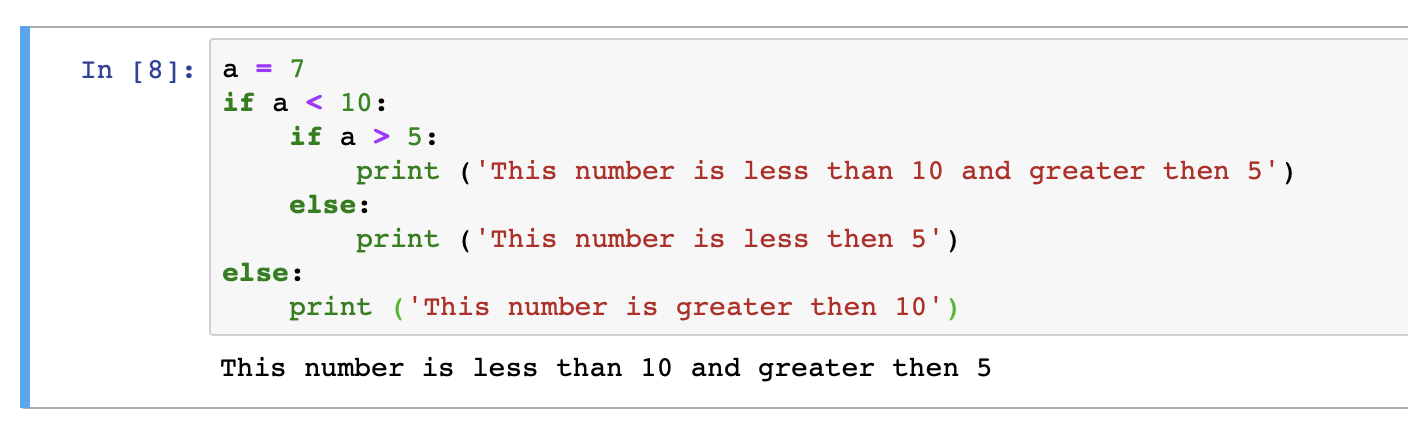 In [8]:
a = 7
if a < 10:
    if a > 5:
        print ('This number is less than 10 and greater then 5')
    else:
        print ('This number is less then 5')
else:
    print ('This number is greater then 10')
This number is less than 10 and greater then 5